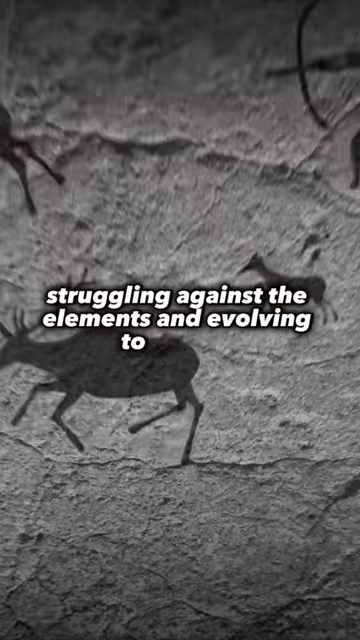 struggling against the
elements and evolving
to